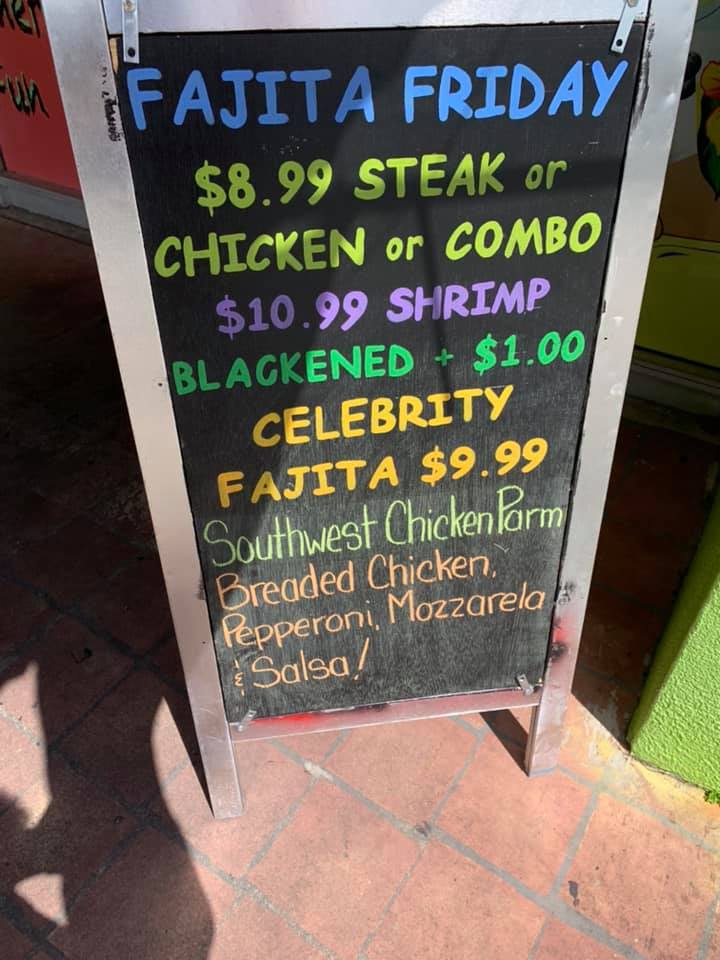 FAJITA FRIDAY
$8.99 STEAK or
CHICKEN or COMBO
$10.99 SHRIMP
BLACKENED + $1.00
CELEBRITY
FAJITA $9.99
Southwest Chicken Parm
Breaded Chicken,
Pepperoni, Mozzarela
& Salsa!